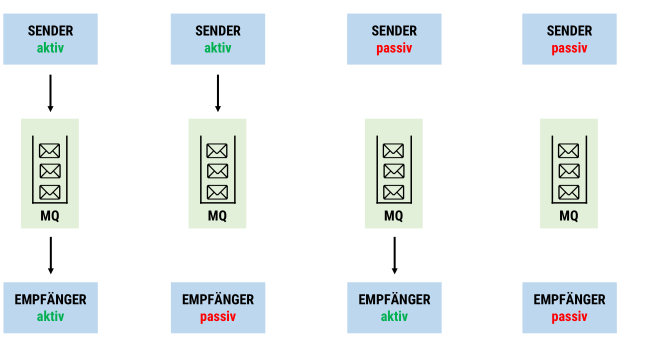 SENDER
aktiv
SENDER
aktiv
SENDER
passiv
SENDER
passiv
MQ
MQ
MQ
MQ
EMPFÄNGER
aktiv
EMPFÄNGER
passiv
EMPFÄNGER
aktiv
EMPFÄNGER
passiv